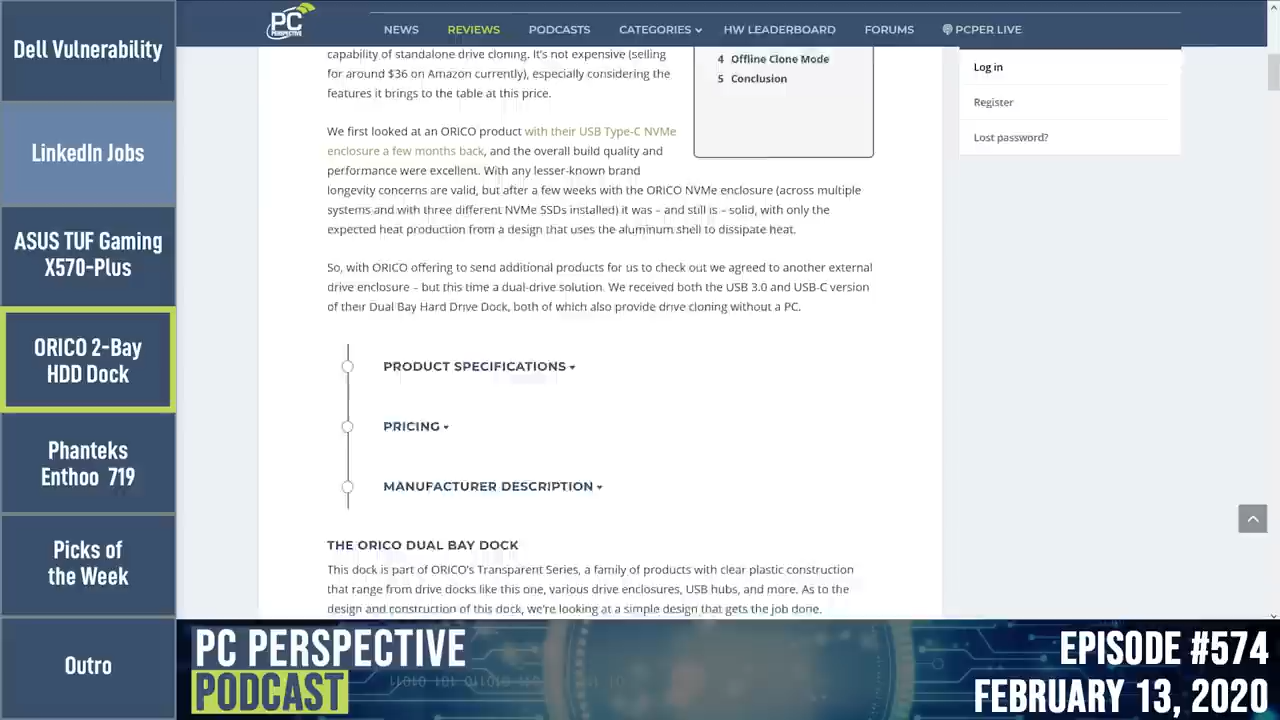 Dell Vulnerability
LinkedIn Jobs
ASUS TUF Gaming
X570-Plus
ORICO 2-Bay
HDD Dock
Phanteks
Enthoo 719
Picks of
the Week
Outro
PC
PERSPECTIVE
NEWS
REVIEWS
PODCASTS
CATEGORIES
HW LEADERBOARD
FORUMS
PCPER LIVE
capability of standalone drive cloning. It's not expensive (selling
for around $36 on Amazon currently), especially considering the
features it brings to the table at this price.
4 Offline Clone Mode
5 Conclusion
Log in
Register
Lost password?
We first looked at an ORICO product with their USB Type-C NVMe
enclosure a few months back, and the overall build quality and
performance were excellent. With any lesser-known brand
longevity concerns are valid, but after a few weeks with the ORICO NVMe enclosure (across multiple
systems and with three different NVMe SSDs installed) it was – and still is – solid, with only the
expected heat production from a design that uses the aluminum shell to dissipate heat.
So, with ORICO offering to send additional products for us to check out we agreed to another external
drive enclosure – but this time a dual-drive solution. We received both the USB 3.0 and USB-C version
of their Dual Bay Hard Drive Dock, both of which also provide drive cloning without a PC.
PRODUCT SPECIFICATIONS
PRICING
MANUFACTURER DESCRIPTION
THE ORICO DUAL BAY DOCK
This dock is part of ORICO's Transparent Series, a family of products with clear plastic construction
that range from drive docks like this one, various drive enclosures, USB hubs, and more. As to the
design and construction of this dock, we're looking at a simple design that gets the job done.
PC PERSPECTIVE
PODCAST
EPISODE #574
FEBRUARY 13, 2020